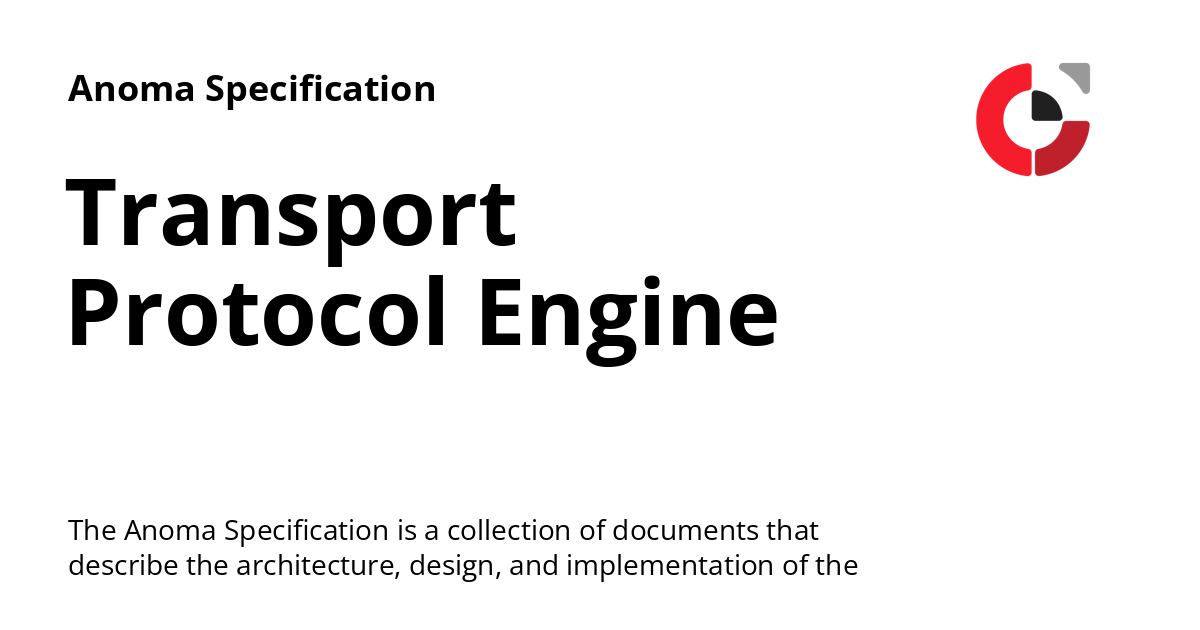 Anoma Specification
Transport
Protocol Engine
The Anoma Specification is a collection of documents that
describe the architecture, design, and implementation of the